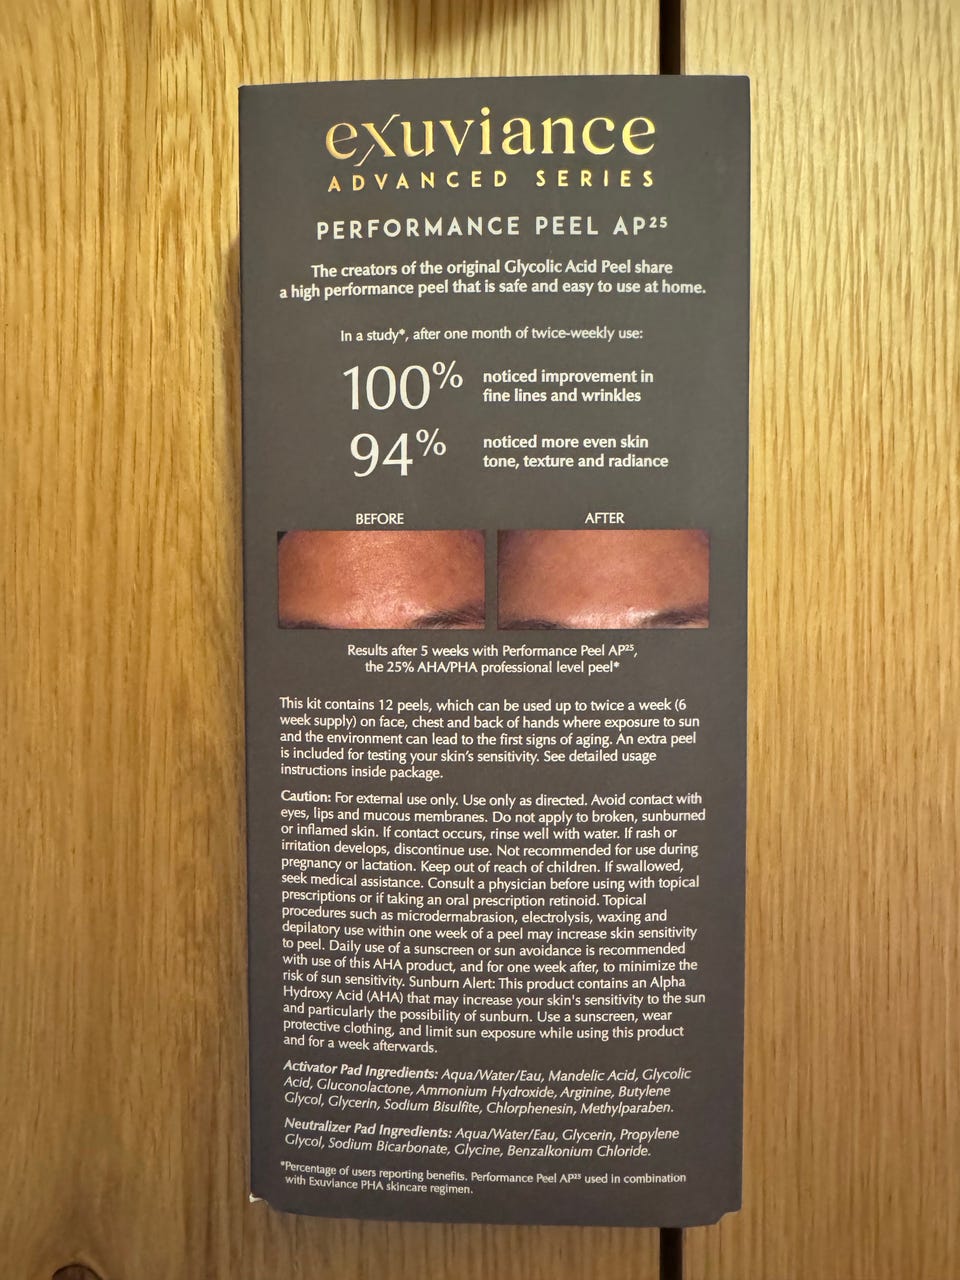 exuviance
ADVANCED SERIES
PERFORMANCE PEEL AP²⁵
The creators of the original Glycolic Acid Peel share
a high performance peel that is safe and easy to use at home.
In a study*, after one month of twice-weekly use:
100% noticed improvement in
fine lines and wrinkles
94% noticed more even skin
tone, texture and radiance
BEFORE AFTER
Results after 5 weeks with Performance Peel AP²⁵,
the 25% AHA/PHA professional level peel*
This kit contains 12 peels, which can be used up to twice a week (6
week supply) on face, chest and back of hands where exposure to sun
and the environment can lead to the first signs of aging. An extra peel
is included for testing your skin's sensitivity. See detailed usage
instructions inside package.
Caution: For external use only. Use only as directed. Avoid contact with
eyes, lips and mucous membranes. Do not apply to broken, sunburned
or inflamed skin. If contact occurs, rinse well with water. If rash or
irritation develops, discontinue use. Not recommended for use during
pregnancy or lactation. Keep out of reach of children. If swallowed,
seek medical assistance. Consult a physician before using with topical
prescriptions or if taking an oral prescription retinoid. Topical
procedures such as microdermabrasion, electrolysis, waxing and
depilatory use within one week of a peel may increase skin sensitivity
to peel. Daily use of a sunscreen or sun avoidance is recommended
with use of this AHA product, and for one week after, to minimize the
risk of sun sensitivity. Sunburn Alert: This product contains an Alpha
Hydroxy Acid (AHA) that may increase your skin's sensitivity to the sun
and particularly the possibility of sunburn. Use a sunscreen, wear
protective clothing, and limit sun exposure while using this product
and for a week afterwards.
Activator Pad Ingredients: Aqua/Water/Eau, Mandelic Acid, Glycolic
Acid, Gluconolactone, Ammonium Hydroxide, Arginine, Butylene
Glycol, Glycerin, Sodium Bisulfite, Chlorphenesin, Methylparaben.
Neutralizer Pad Ingredients: Aqua/Water/Eau, Glycerin, Propylene
Glycol, Sodium Bicarbonate, Glycine, Benzalkonium Chloride.
*Percentage of users reporting benefits. Performance Peel AP²⁵ used in combination
with Exuviance PHA skincare regimen.